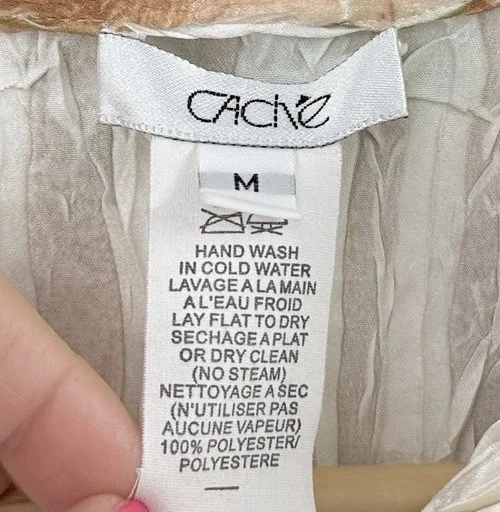 CAChé
M
HAND WASH
IN COLD WATER
LAVAGE A LA MAIN
A L'EAU FROID
LAY FLAT TO DRY
SECHAGE A PLAT
OR DRY CLEAN
(NO STEAM)
NETTOYAGE A SEC
(N'UTILISER PAS
AUCUNE VAPEUR)
100% POLYESTER/
POLYESTERE